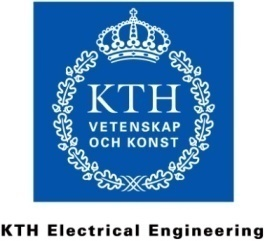 KTH
VETENSKAP
OCH KONST
KTH Electrical Engineering